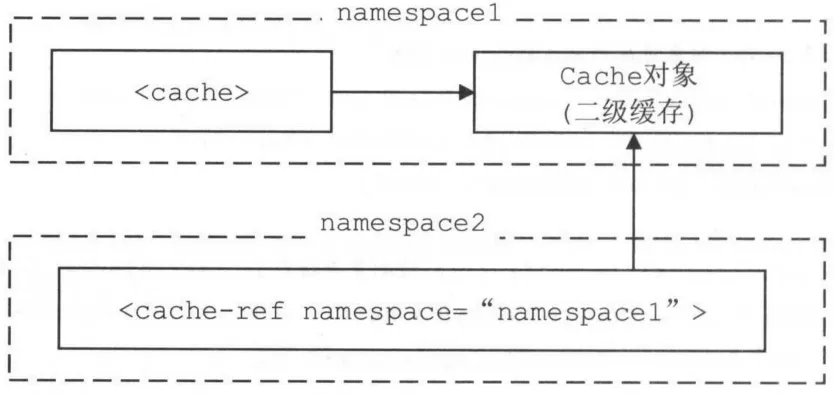 namespace1
<cache>
Cache对象
(二级缓存)
namespace2
<cache-ref namespace=“namespace1”>